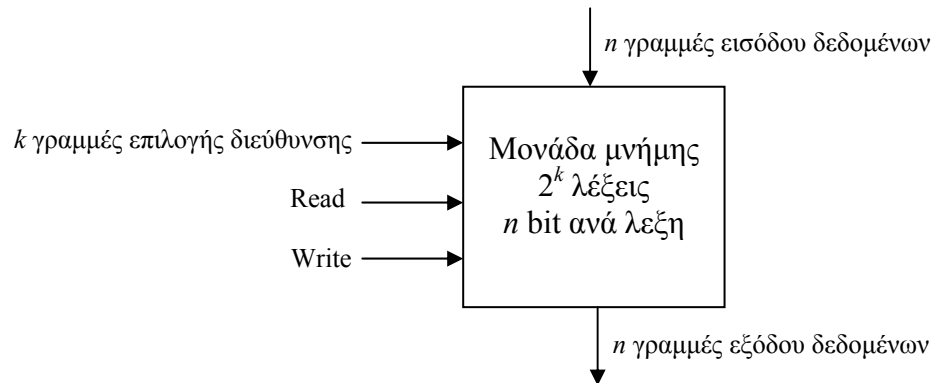 n γραμμές εισόδου δεδομένων
k γραμμές επιλογής διεύθυνσης
Read
Write
Μονάδα μνήμης
2^k λέξεις
n bit ανά λεξη
n γραμμές εξόδου δεδομένων